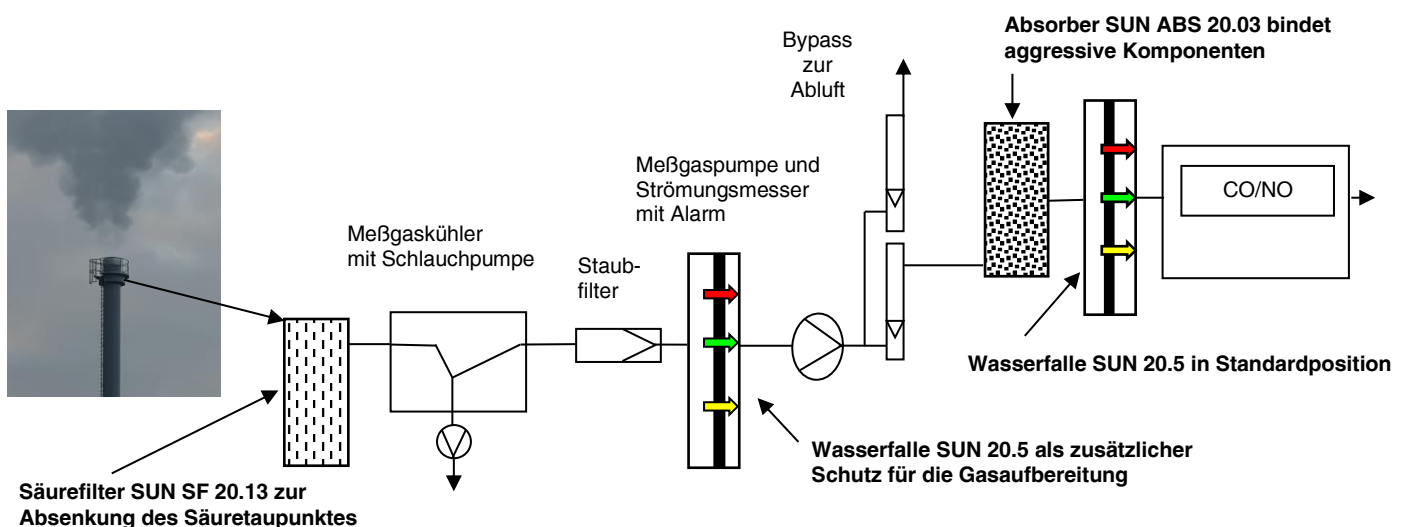 Absorber SUN ABS 20.03 bindet
aggressive Komponenten
Bypass
zur
Abluft
Meßgaspumpe und
Strömungsmesser
mit Alarm
CO/NO
Meßgaskühler
mit Schlauchpumpe
Staub-
filter
Wasserfalle SUN 20.5 in Standardposition
Wasserfalle SUN 20.5 als zusätzlicher
Schutz für die Gasaufbereitung
Säurefilter SUN SF 20.13 zur
Absenkung des Säuretaupunktes